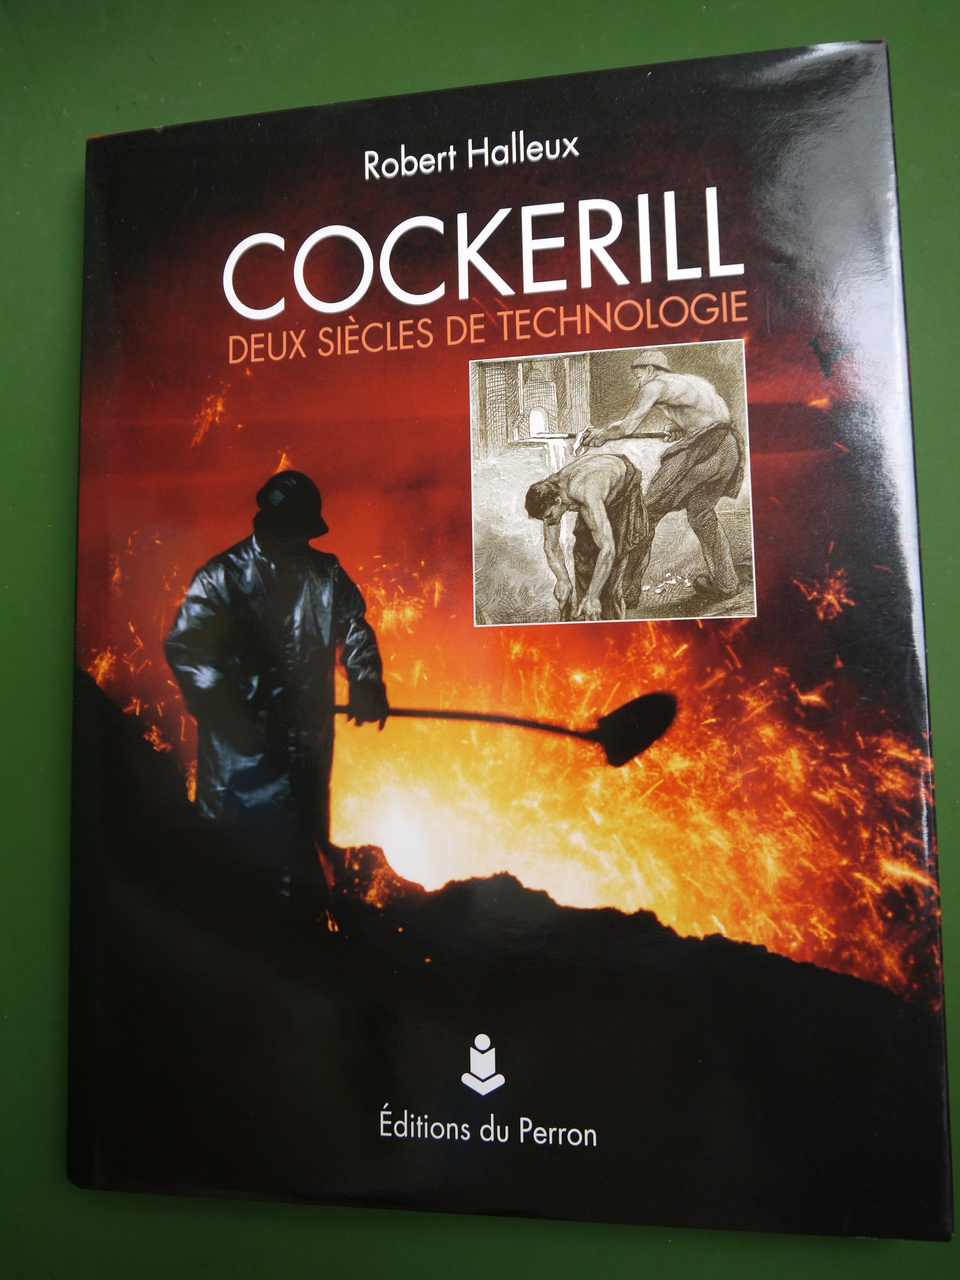 Robert Halleux
COCKERILL
DEUX SIÈCLES DE TECHNOLOGIE
Éditions du Perron